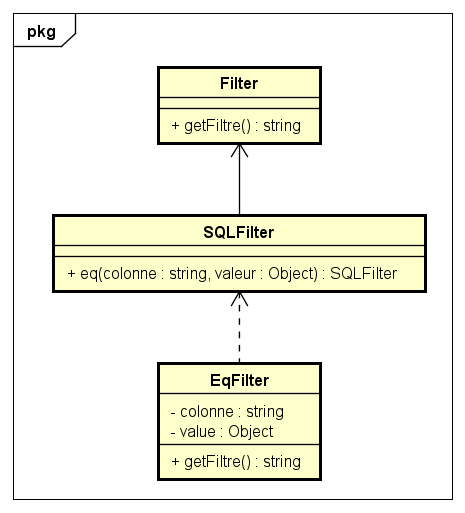 pkg
Filter
+ getFiltre() : string
SQLFilter
+ eq(colonne : string, valeur : Object) : SQLFilter
EqFilter
- colonne : string
- value : Object
+ getFiltre() : string